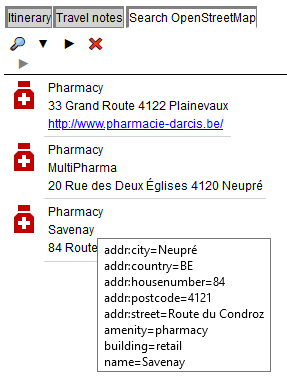 Itinerary Travel notes Search OpenStreetMap
Pharmacy
33 Grand Route 4122 Plainevaux
http://www.pharmacie-darcis.be/
Pharmacy
MultiPharma
20 Rue des Deux Églises 4120 Neupré
Pharmacy
Savenay
84 Route
addr:city=Neupré
addr:country=BE
addr:housenumber=84
addr:postcode=4121
addr:street=Route du Condroz
amenity=pharmacy
building=retail
name=Savenay